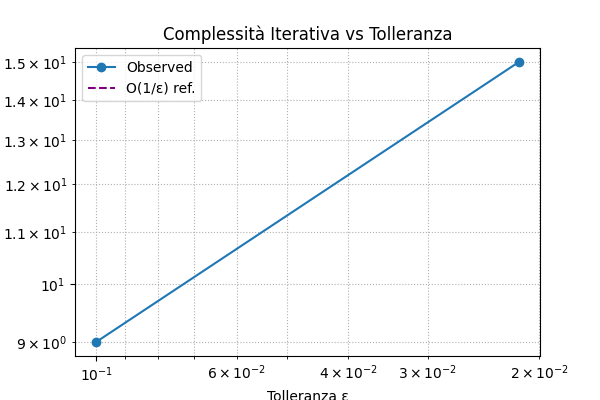 Complessità Iterativa vs Tolleranza
Observed
O(1/ε) ref.
1.5 × 10¹
1.4 × 10¹
1.3 × 10¹
1.2 × 10¹
1.1 × 10¹
10¹
9 × 10⁰
10⁻¹ 6 × 10⁻² 4 × 10⁻² 3 × 10⁻² 2 × 10⁻²
Tolleranza ε